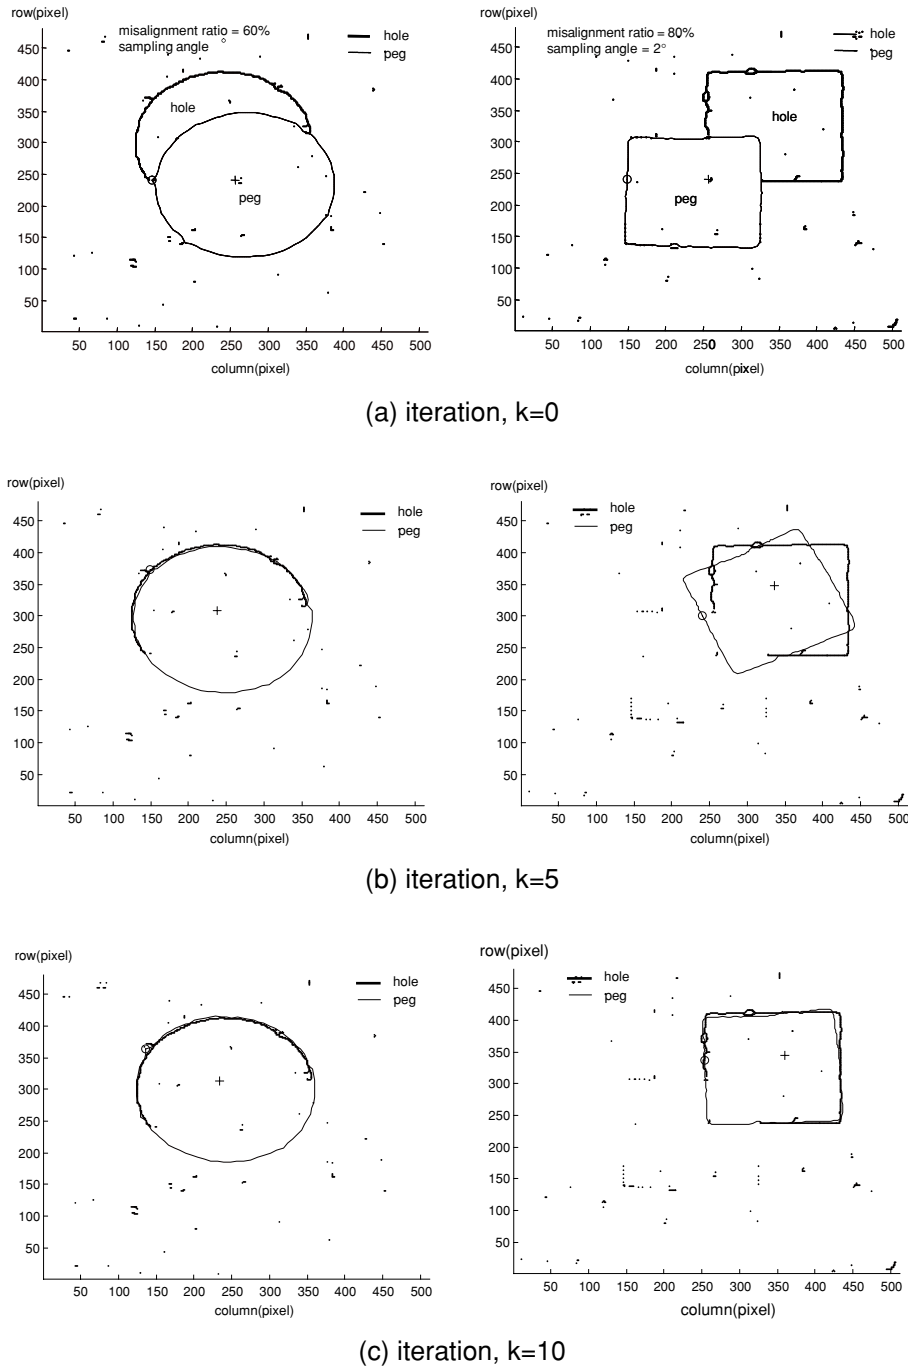 row(pixel)
misalignment ratio = 60%
sampling angle °
hole
peg
450
400
350
300
250
200
150
100
50
hole
peg
50 100 150 200 250 300 350 400 450 500
column(pixel)
row(pixel)
misalignment ratio = 80%
sampling angle = 2°
hole
peg
450
400
350
300
250
200
150
100
50
hole
peg
50 100 150 200 250 300 350 400 450 500
column(pixel)
(a) iteration, k=0
row(pixel)
hole
peg
450
400
350
300
250
200
150
100
50
50 100 150 200 250 300 350 400 450 500
column(pixel)
row(pixel)
hole
peg
450
400
350
300
250
200
150
100
50
50 100 150 200 250 300 350 400 450 500
column(pixel)
(b) iteration, k=5
row(pixel)
hole
peg
450
400
350
300
250
200
150
100
50
50 100 150 200 250 300 350 400 450 500
column(pixel)
row(pixel)
hole
peg
450
400
350
300
250
200
150
100
50
50 100 150 200 250 300 350 400 450 500
column(pixel)
(c) iteration, k=10